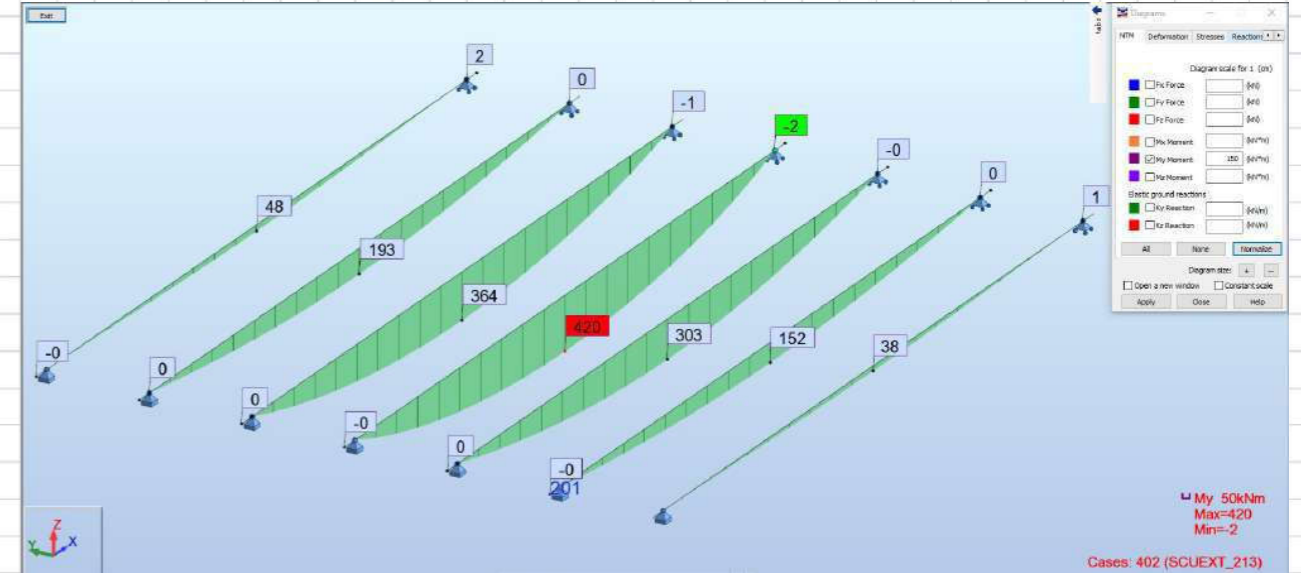 Exit
2
0
-1
-2
-0
0
1
48
193
364
420
303
152
38
-0
0
0
-0
0
-0
201
Z
Y
X
My 50kNm
Max=420
Min=-2
Cases: 402 (SCUEXT_213)
tabs
Diagrams
NTM Deformation Stresses Reactions
Diagram scale for 1 (cm)
Fx Force (kN)
Fy Force (kN)
Fz Force (kN)
Mx Moment (kN*m)
My Moment 150 (kN*m)
Mz Moment (kN*m)
Elastic ground reactions
Ky Reaction (kN/m)
Kz Reaction (kN/m)
All None Normalize
Diagram size: + -
Open a new window Constant scale
Apply Close Help